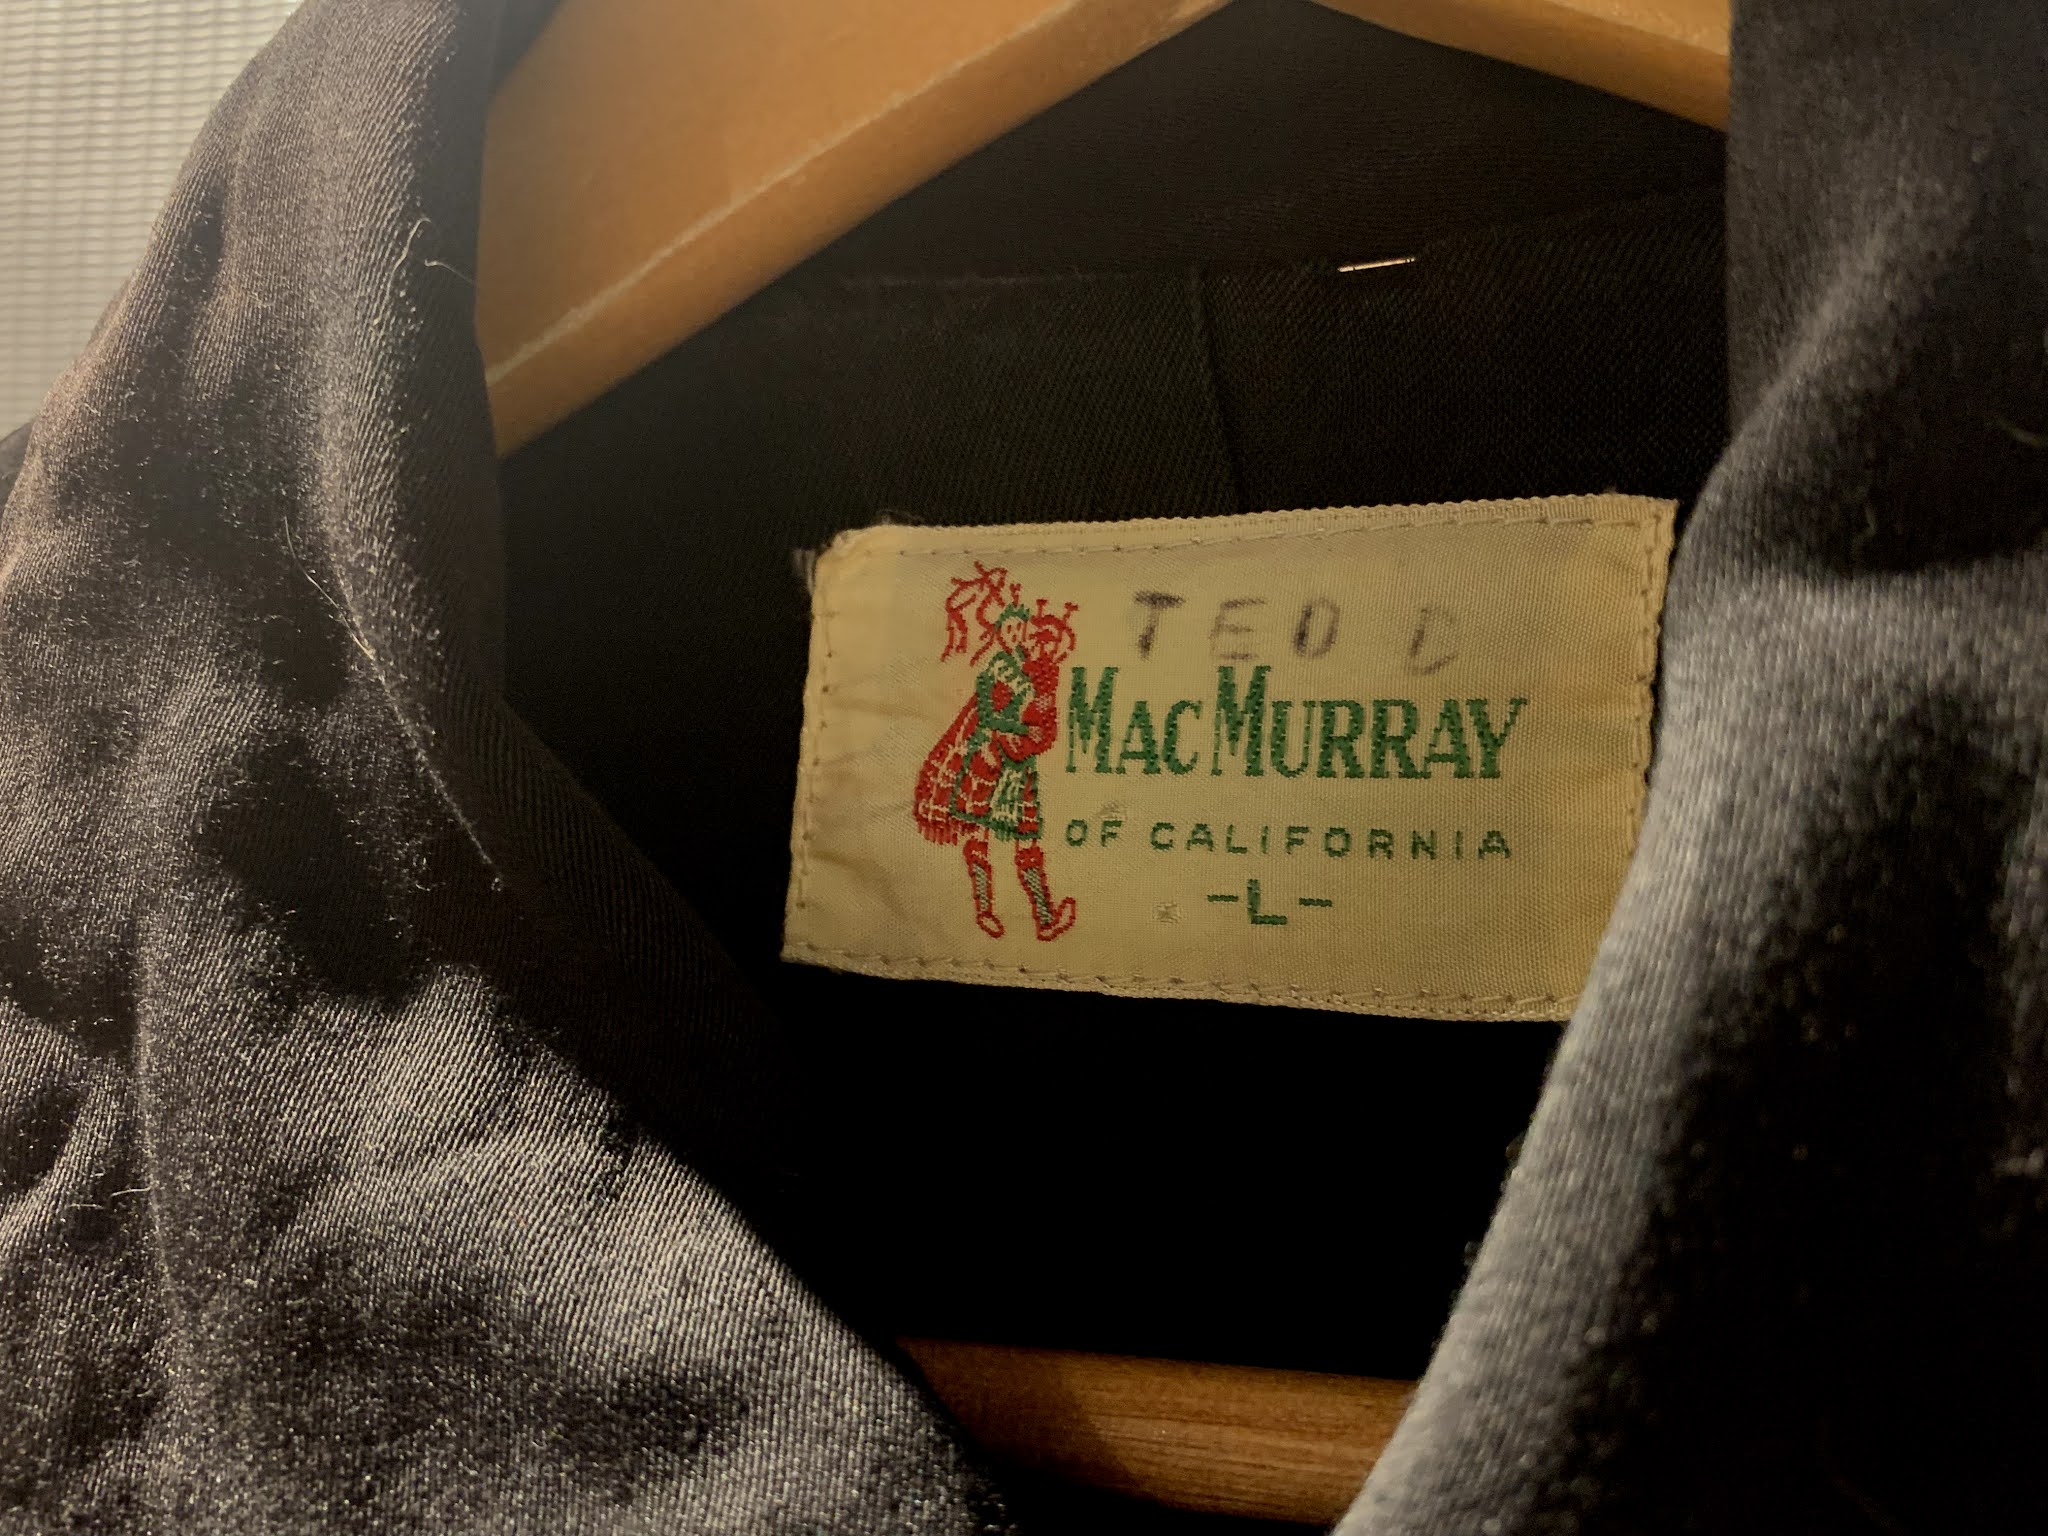 TED D
MACMURRAY
OF CALIFORNIA
-L-